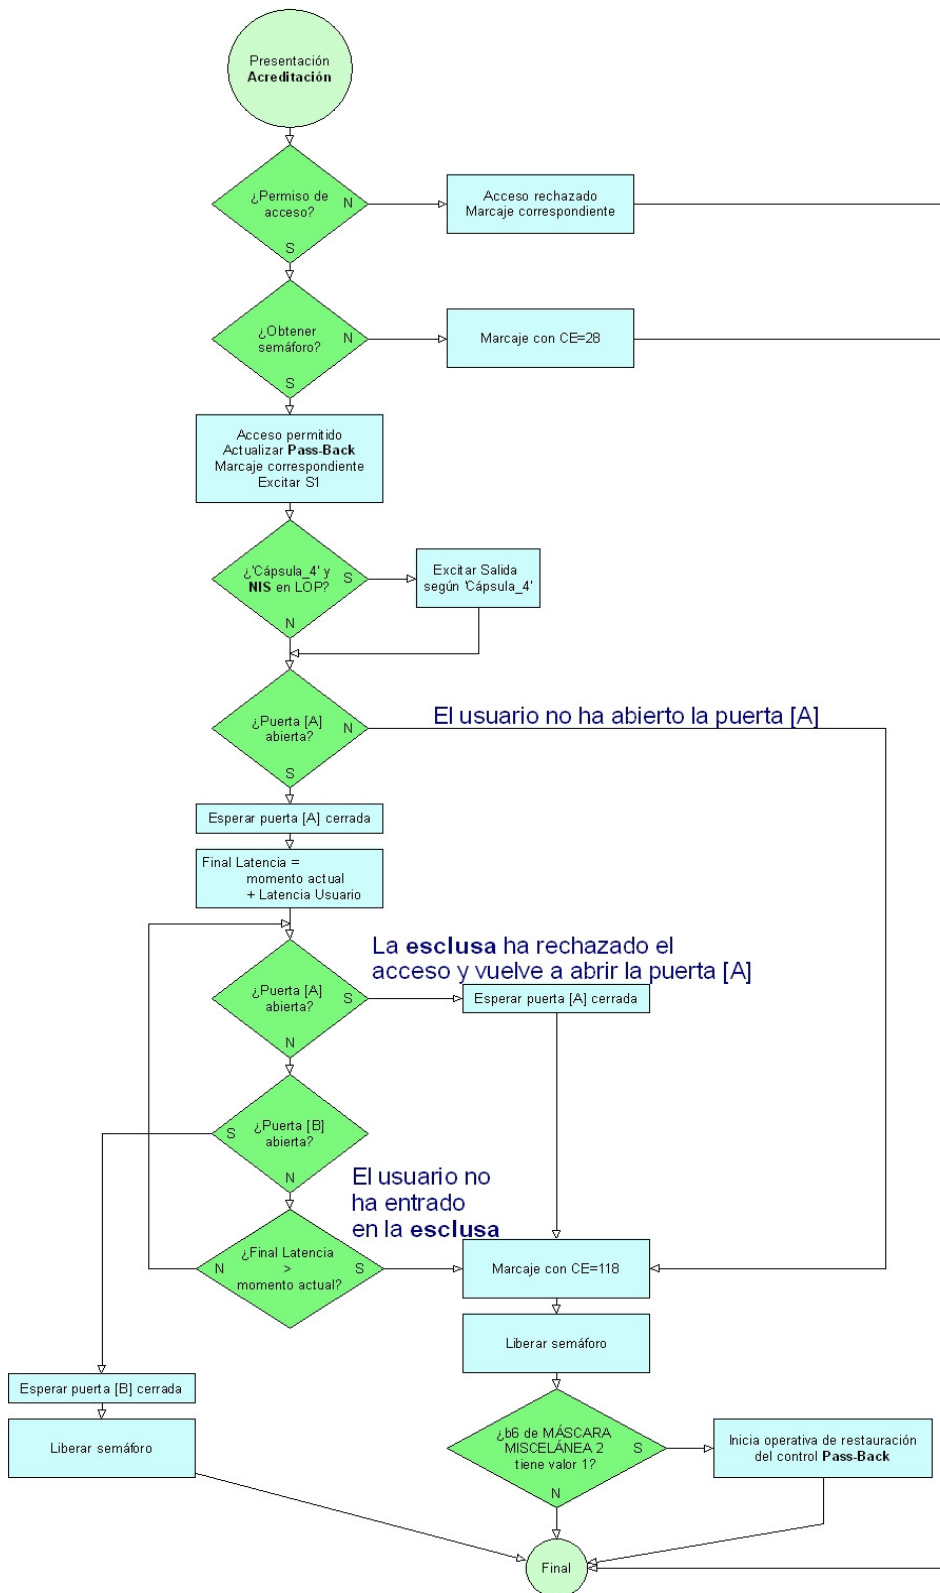 Presentación
Acreditación
¿Permiso de
acceso?
N
S
Acceso rechazado
Marcaje correspondiente
¿Obtener
semáforo?
N
S
Marcaje con CE=28
Acceso permitido
Actualizar Pass-Back
Marcaje correspondiente
Excitar S1
¿'Cápsula_4' y
NIS en LOP?
S
N
Excitar Salida
según 'Cápsula_4'
¿Puerta [A]
abierta?
N
S
El usuario no ha abierto la puerta [A]
Esperar puerta [A] cerrada
Final Latencia =
momento actual
+ Latencia Usuario
La esclusa ha rechazado el
acceso y vuelve a abrir la puerta [A]
¿Puerta [A]
abierta?
S
N
Esperar puerta [A] cerrada
¿Puerta [B]
abierta?
S
N
El usuario no
ha entrado
en la esclusa
¿Final Latencia
>
momento actual?
N
S
Marcaje con CE=118
Liberar semáforo
Esperar puerta [B] cerrada
Liberar semáforo
¿b6 de MÁSCARA
MISCELÁNEA 2
tiene valor 1?
S
N
Inicia operativa de restauración
del control Pass-Back
Final